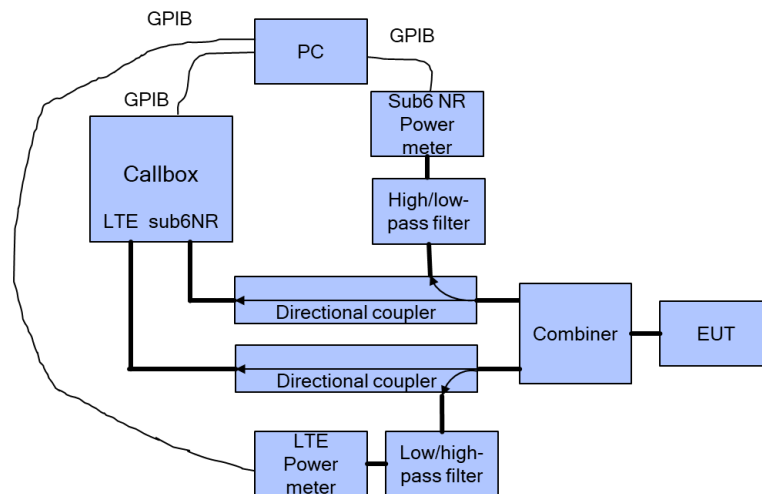 GPIB
PC
GPIB
GPIB
Sub6 NR
Power
meter
Callbox
LTE sub6NR
High/low-
pass filter
Directional coupler
Combiner
EUT
Directional coupler
LTE
Power
meter
Low/high-
pass filter